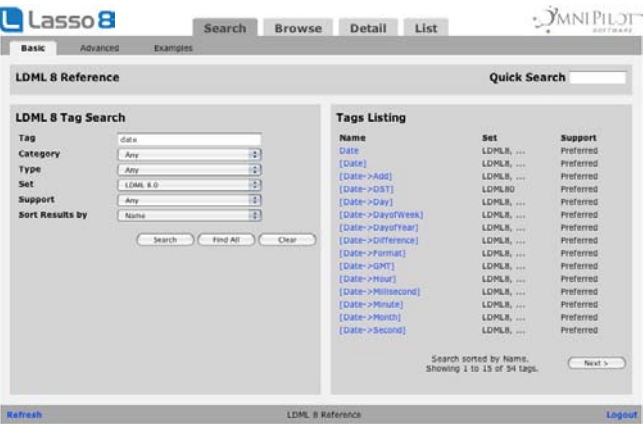 Lasso 8
Search Browse Detail List
OMNIPILOT
SOFTWARE
Basic Advanced Examples
LDML 8 Reference
Quick Search
LDML 8 Tag Search
Tag date
Category Any
Type Any
Set LDML 8.0
Support Any
Sort Results by Name
Search Find All Clear
Tags Listing
Name Set Support
Date LDML8, ... Preferred
[Date] LDML8, ... Preferred
[Date->Add] LDML8, ... Preferred
[Date->DST] LDML80 Preferred
[Date->Day] LDML8, ... Preferred
[Date->DayofWeek] LDML8, ... Preferred
[Date->DayofYear] LDML8, ... Preferred
[Date->Difference] LDML8, ... Preferred
[Date->Format] LDML8, ... Preferred
[Date->GMT] LDML8, ... Preferred
[Date->Hour] LDML8, ... Preferred
[Date->Millisecond] LDML8, ... Preferred
[Date->Minute] LDML8, ... Preferred
[Date->Month] LDML8, ... Preferred
[Date->Second] LDML8, ... Preferred
Search sorted by Name.
Showing 1 to 15 of 54 tags.
Next >
Refresh LDML 8 Reference Logout